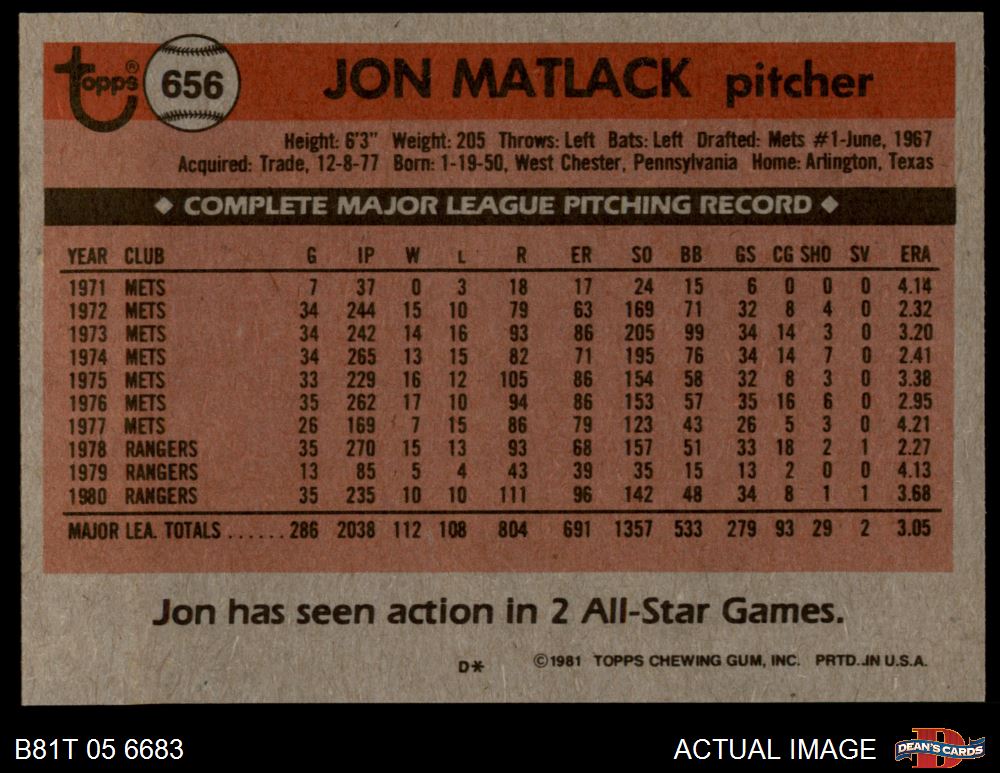 topps® 656 JON MATLACK pitcher
Height: 6'3" Weight: 205 Throws: Left Bats: Left Drafted: Mets #1-June, 1967
Acquired: Trade, 12-8-77 Born: 1-19-50, West Chester, Pennsylvania Home: Arlington, Texas
◆ COMPLETE MAJOR LEAGUE PITCHING RECORD ◆
YEAR CLUB G IP W L R ER SO BB GS CG SHO SV ERA
1971 METS 7 37 0 3 18 17 24 15 6 0 0 0 4.14
1972 METS 34 244 15 10 79 63 169 71 32 8 4 0 2.32
1973 METS 34 242 14 16 93 86 205 99 34 14 3 0 3.20
1974 METS 34 265 13 15 82 71 195 76 34 14 7 0 2.41
1975 METS 33 229 16 12 105 86 154 58 32 8 3 0 3.38
1976 METS 35 262 17 10 94 86 153 57 35 16 6 0 2.95
1977 METS 26 169 7 15 86 79 123 43 26 5 3 0 4.21
1978 RANGERS 35 270 15 13 93 68 157 51 33 18 2 1 2.27
1979 RANGERS 13 85 5 4 43 39 35 15 13 2 0 0 4.13
1980 RANGERS 35 235 10 10 111 96 142 48 34 8 1 1 3.68
MAJOR LEA. TOTALS ...... 286 2038 112 108 804 691 1357 533 279 93 29 2 3.05
Jon has seen action in 2 All-Star Games.
D* ©1981 TOPPS CHEWING GUM, INC. PRTD. IN U.S.A.
B81T 05 6683 ACTUAL IMAGE D DEAN'S CARDS